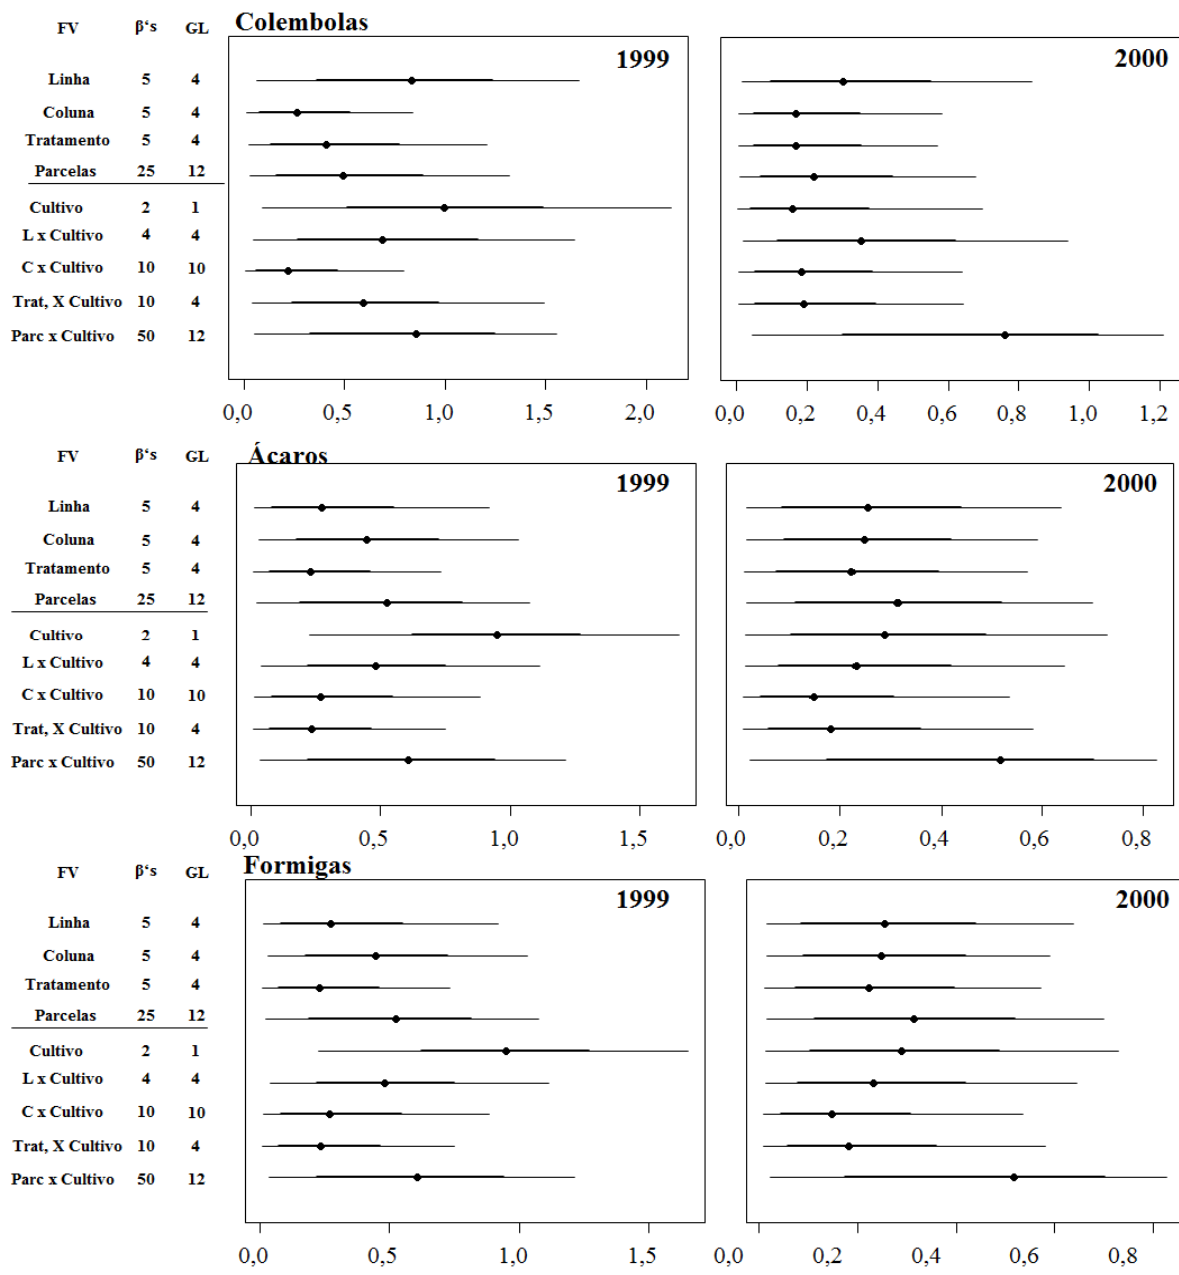 FV β‘s GL Colembolas
1999 2000
Linha 5 4
Coluna 5 4
Tratamento 5 4
Parcelas 25 12
Cultivo 2 1
L x Cultivo 4 4
C x Cultivo 10 10
Trat, X Cultivo 10 4
Parc x Cultivo 50 12
0,0 0,5 1,0 1,5 2,0 0,0 0,2 0,4 0,6 0,8 1,0 1,2
FV β‘s GL Ácaros
1999 2000
Linha 5 4
Coluna 5 4
Tratamento 5 4
Parcelas 25 12
Cultivo 2 1
L x Cultivo 4 4
C x Cultivo 10 10
Trat, X Cultivo 10 4
Parc x Cultivo 50 12
0,0 0,5 1,0 1,5 0,0 0,2 0,4 0,6 0,8
FV β‘s GL Formigas
1999 2000
Linha 5 4
Coluna 5 4
Tratamento 5 4
Parcelas 25 12
Cultivo 2 1
L x Cultivo 4 4
C x Cultivo 10 10
Trat, X Cultivo 10 4
Parc x Cultivo 50 12
0,0 0,5 1,0 1,5 0,0 0,2 0,4 0,6 0,8